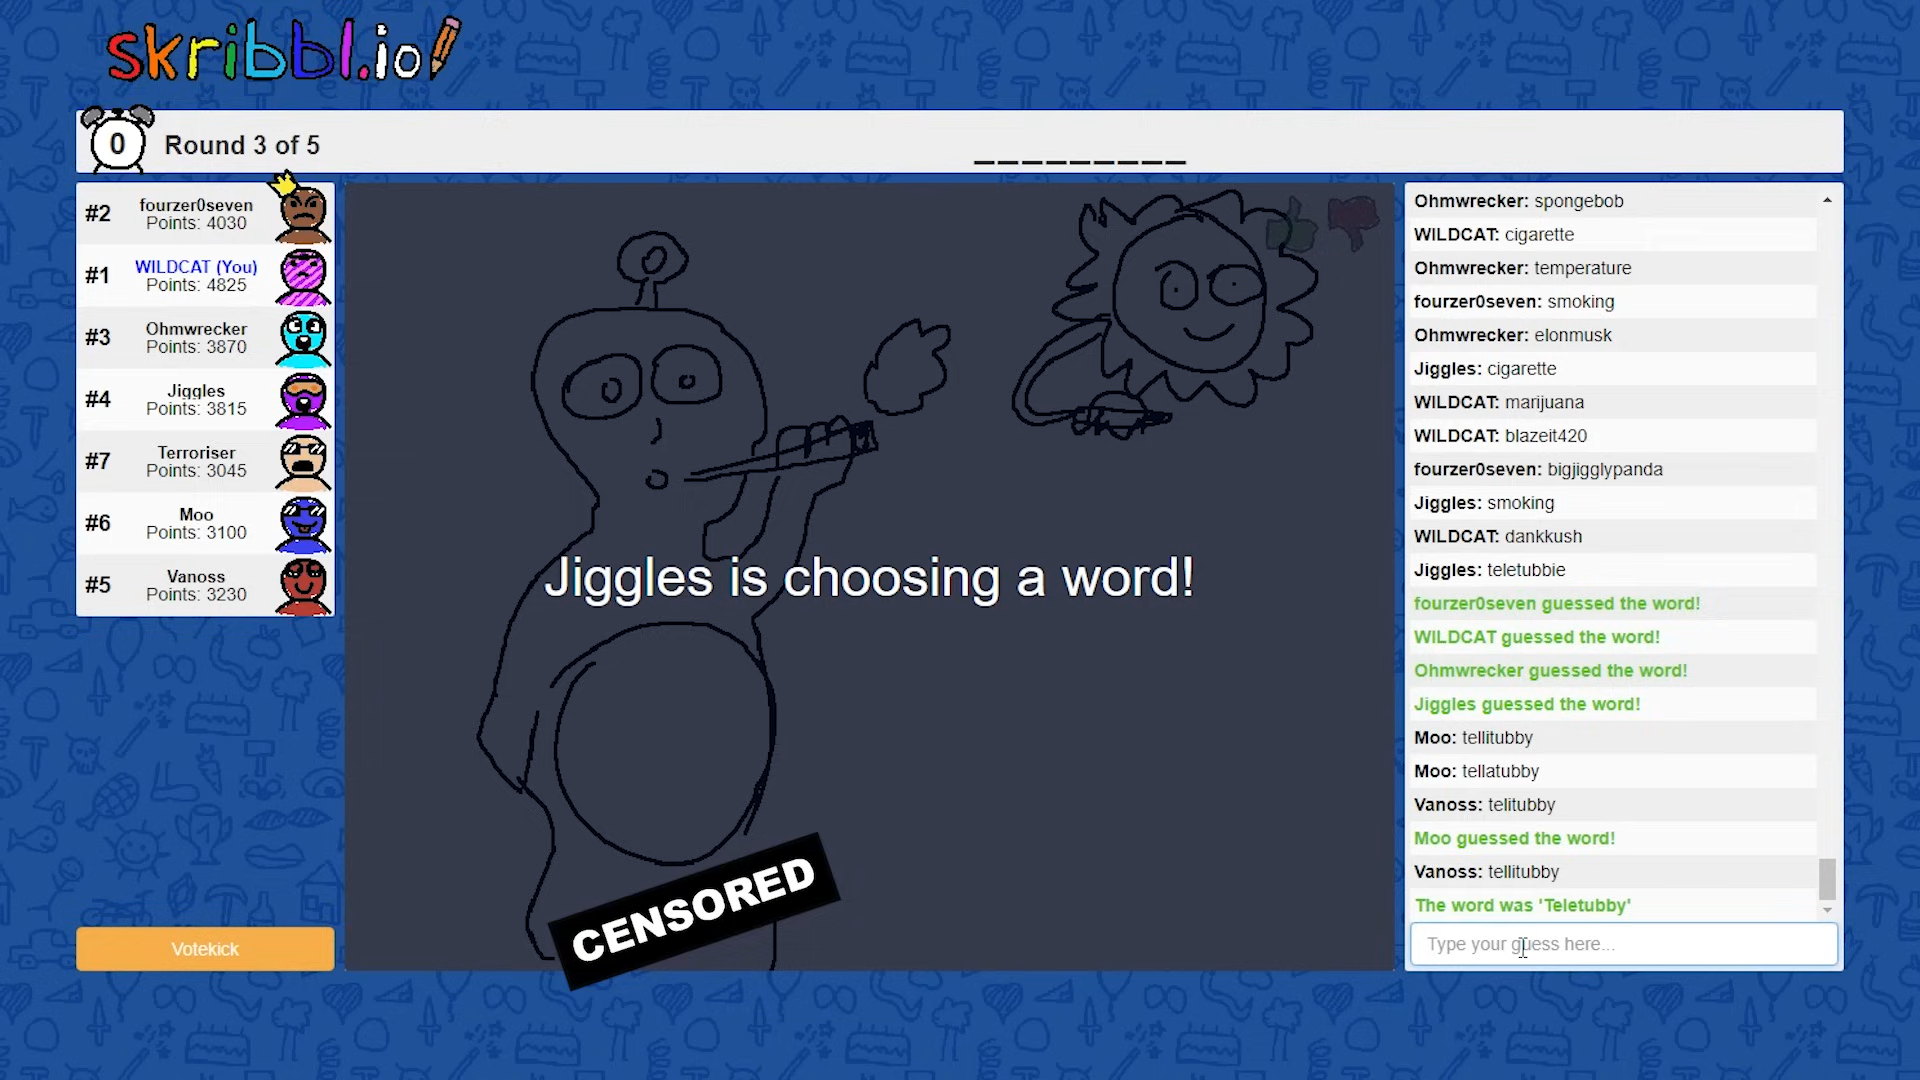 skribbl.io
0
Round 3 of 5
_ _ _ _ _ _ _ _ _
#2
fourzer0seven
Points: 4030
#1
WILDCAT (You)
Points: 4825
#3
Ohmwrecker
Points: 3870
#4
Jiggles
Points: 3815
#7
Terroriser
Points: 3045
#6
Moo
Points: 3100
#5
Vanoss
Points: 3230
Votekick
Jiggles is choosing a word!
CENSORED
Ohmwrecker: spongebob
WILDCAT: cigarette
Ohmwrecker: temperature
fourzer0seven: smoking
Ohmwrecker: elonmusk
Jiggles: cigarette
WILDCAT: marijuana
WILDCAT: blazeit420
fourzer0seven: bigjigglypanda
Jiggles: smoking
WILDCAT: dankkush
Jiggles: teletubbie
fourzer0seven guessed the word!
WILDCAT guessed the word!
Ohmwrecker guessed the word!
Jiggles guessed the word!
Moo: tellitubby
Moo: tellatubby
Vanoss: telitubby
Moo guessed the word!
Vanoss: tellitubby
The word was 'Teletubby'
Type your guess here...